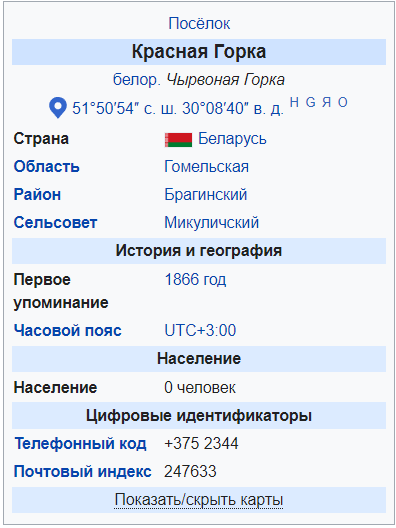 Посёлок
Красная Горка
белор. Чырвоная Горка
51°50′54″ с. ш. 30°08′40″ в. д. H G Я O
Страна Беларусь
Область Гомельская
Район Брагинский
Сельсовет Микуличский
История и география
Первое упоминание 1866 год
Часовой пояс UTC+3:00
Население
Население 0 человек
Цифровые идентификаторы
Телефонный код +375 2344
Почтовый индекс 247633
Показать/скрыть карты